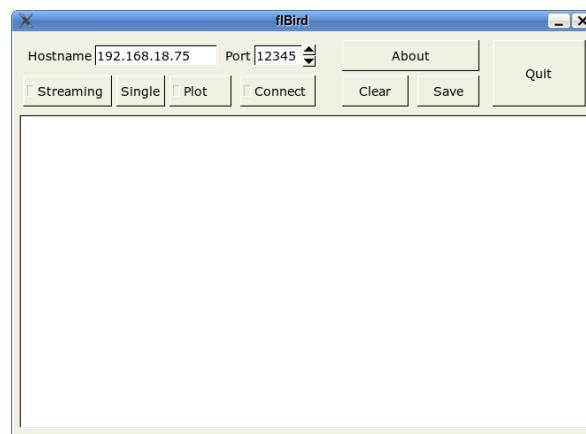 flBird
Hostname 192.168.18.75 Port 12345 About Quit
Streaming Single Plot Connect Clear Save